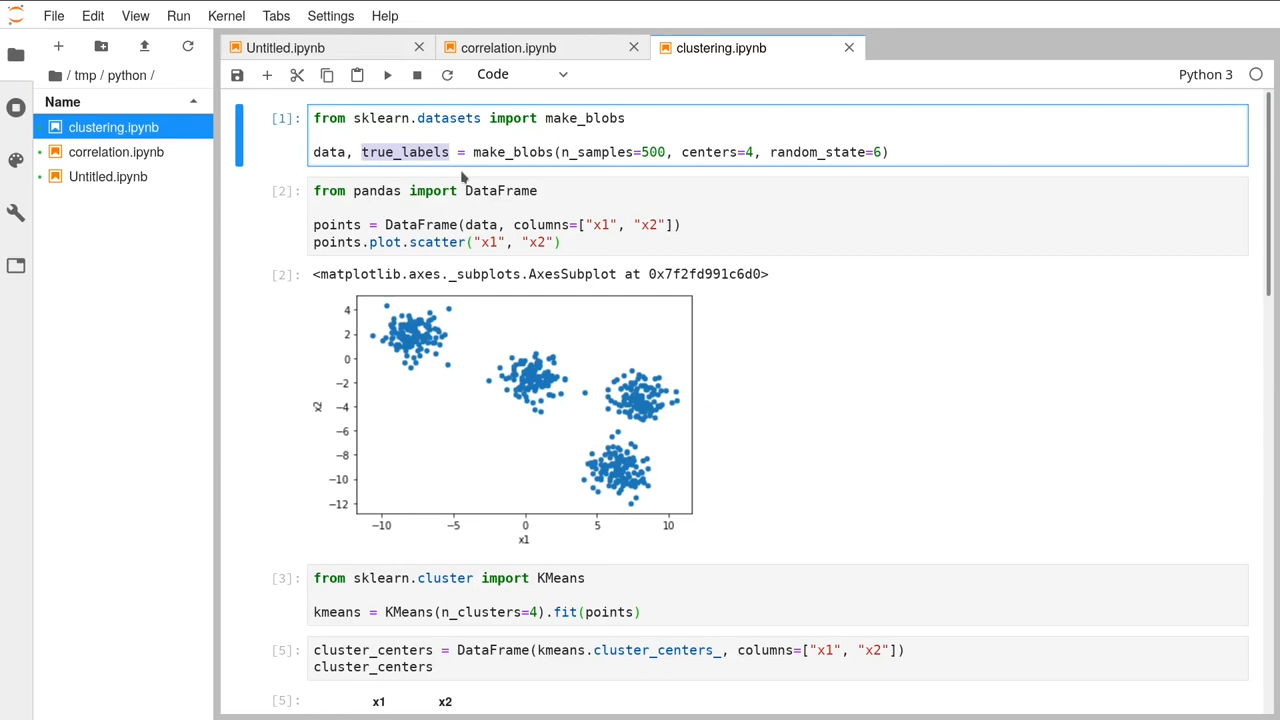 File Edit View Run Kernel Tabs Settings Help
/ tmp / python /
Name
clustering.ipynb
correlation.ipynb
Untitled.ipynb
Untitled.ipynb correlation.ipynb clustering.ipynb
Code Python 3
[1]: from sklearn.datasets import make_blobs
data, true_labels = make_blobs(n_samples=500, centers=4, random_state=6)
[2]: from pandas import DataFrame
points = DataFrame(data, columns=["x1", "x2"])
points.plot.scatter("x1", "x2")
[2]: <matplotlib.axes._subplots.AxesSubplot at 0x7f2fd991c6d0>
4
2
0
−2
−4
−6
−8
−10
−12
x2
−10 −5 0 5 10
x1
[3]: from sklearn.cluster import KMeans
kmeans = KMeans(n_clusters=4).fit(points)
[5]: cluster_centers = DataFrame(kmeans.cluster_centers_, columns=["x1", "x2"])
cluster_centers
[5]: x1 x2